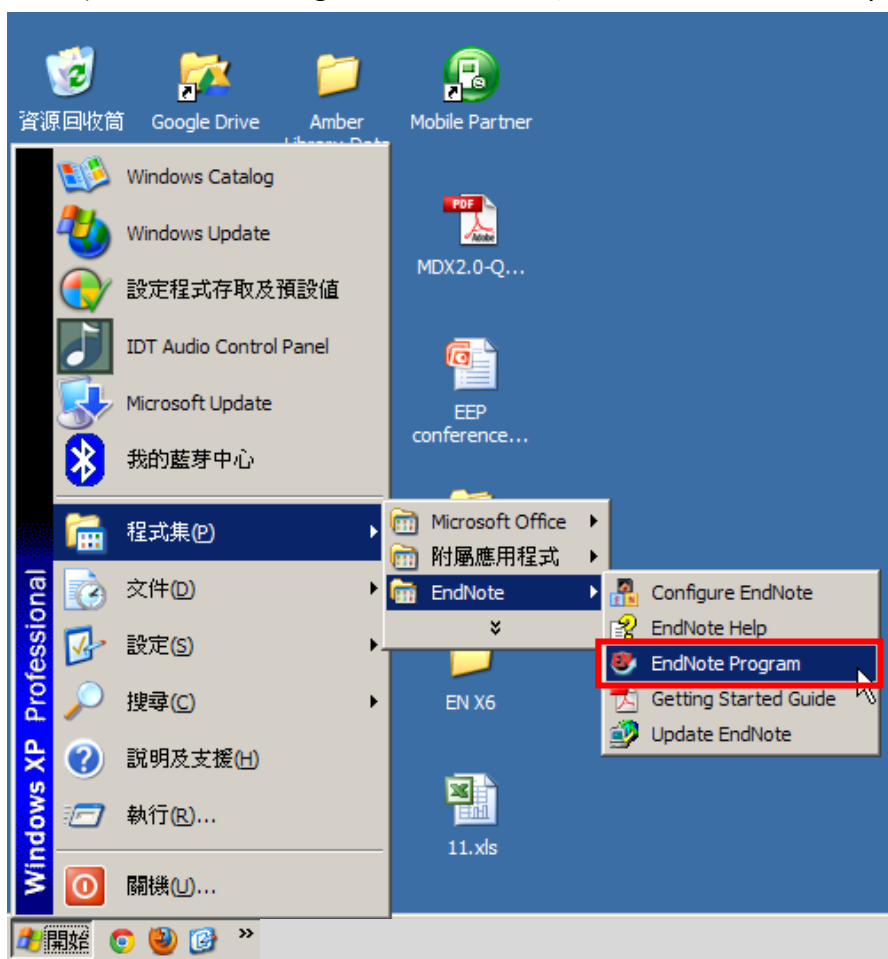 資源回收筒
Google Drive
Amber
Mobile Partner
Windows Catalog
Windows Update
設定程式存取及預設值
IDT Audio Control Panel
Microsoft Update
我的藍芽中心
程式集(P)
文件(D)
設定(S)
搜尋(C)
說明及支援(H)
執行(R)...
關機(U)...
Windows XP Professional
PDF
Adobe
MDX2.0-Q...
EEP
conference...
Microsoft Office
附屬應用程式
EndNote
Configure EndNote
EndNote Help
EndNote Program
Getting Started Guide
Update EndNote
EN X6
11.xls
開始